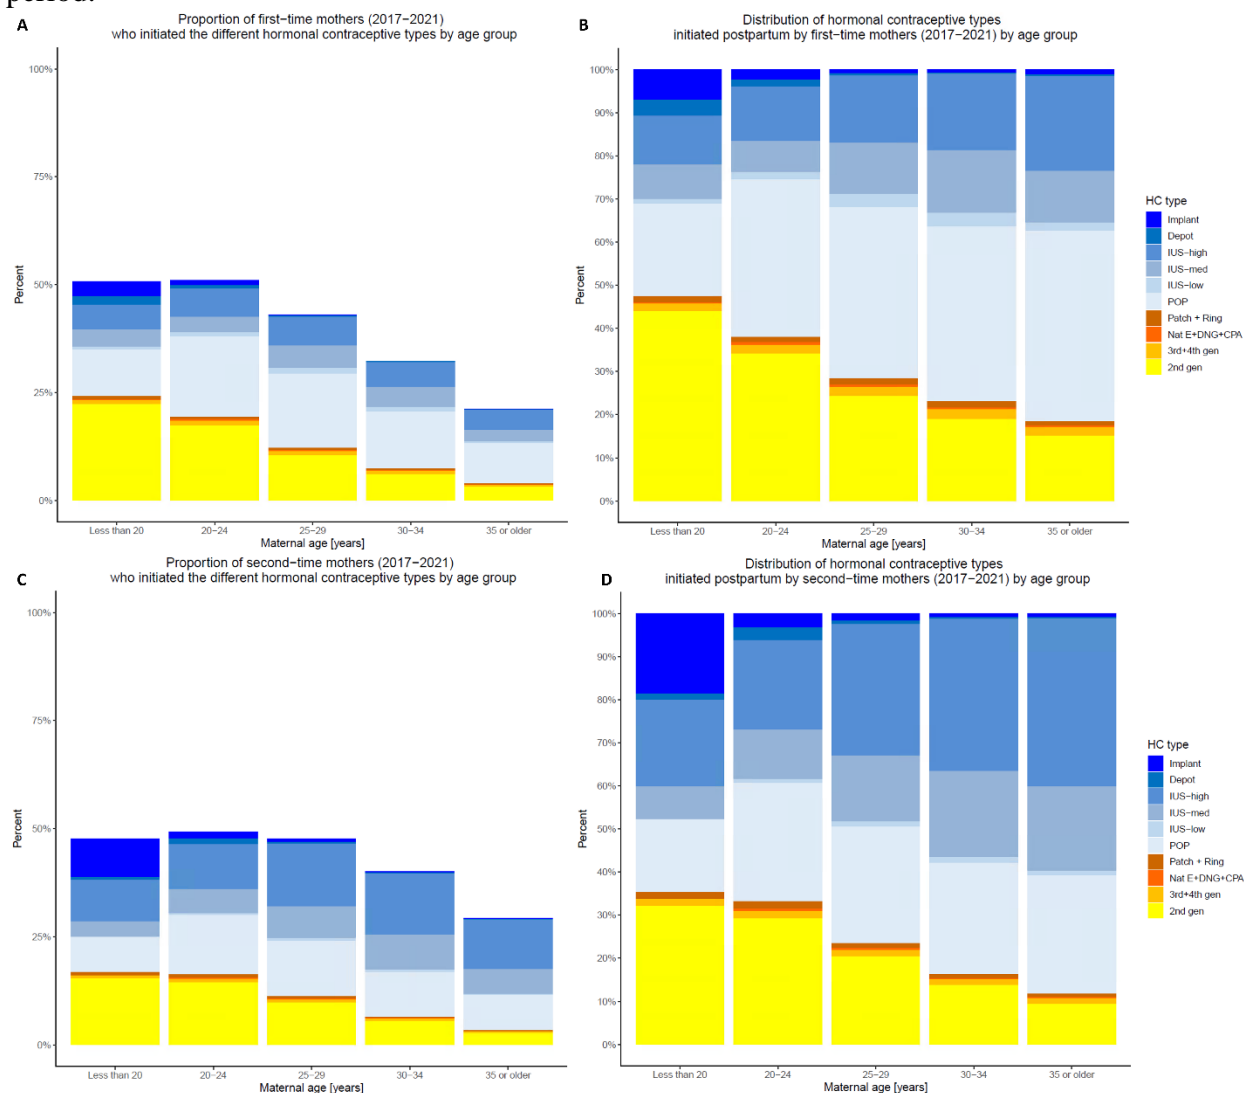 period.
A
Proportion of first−time mothers (2017−2021)
who initiated the different hormonal contraceptive types by age group
100%
75%
50%
25%
0%
Percent
Less than 20
20−24
25−29
30−34
35 or older
Maternal age [years]
B
Distribution of hormonal contraceptive types
initiated postpartum by first−time mothers (2017−2021) by age group
100%
90%
80%
70%
60%
50%
40%
30%
20%
10%
0%
Percent
Less than 20
20−24
25−29
30−34
35 or older
Maternal age [years]
HC type
Implant
Depot
IUS−high
IUS−med
IUS−low
POP
Patch + Ring
Nat E+DNG+CPA
3rd+4th gen
2nd gen
C
Proportion of second−time mothers (2017−2021)
who initiated the different hormonal contraceptive types by age group
100%
75%
50%
25%
0%
Percent
Less than 20
20−24
25−29
30−34
35 or older
Maternal age [years]
D
Distribution of hormonal contraceptive types
initiated postpartum by second−time mothers (2017−2021) by age group
100%
90%
80%
70%
60%
50%
40%
30%
20%
10%
0%
Percent
Less than 20
20−24
25−29
30−34
35 or older
Maternal age [years]
HC type
Implant
Depot
IUS−high
IUS−med
IUS−low
POP
Patch + Ring
Nat E+DNG+CPA
3rd+4th gen
2nd gen